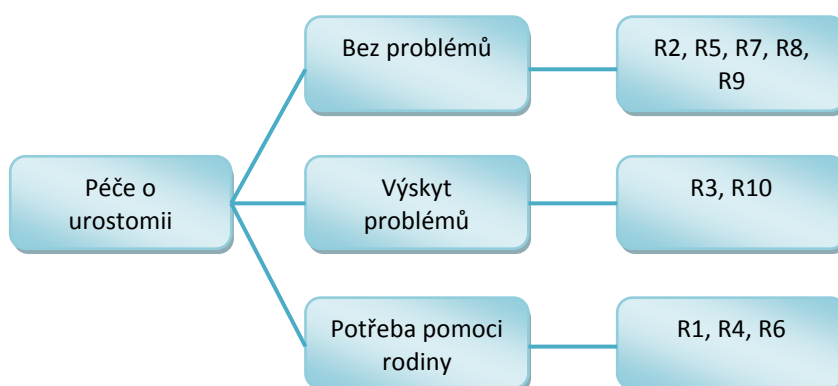 Péče o
urostomii
Bez problémů
R2, R5, R7, R8,
R9
Výskyt
problémů
R3, R10
Potřeba pomoci
rodiny
R1, R4, R6